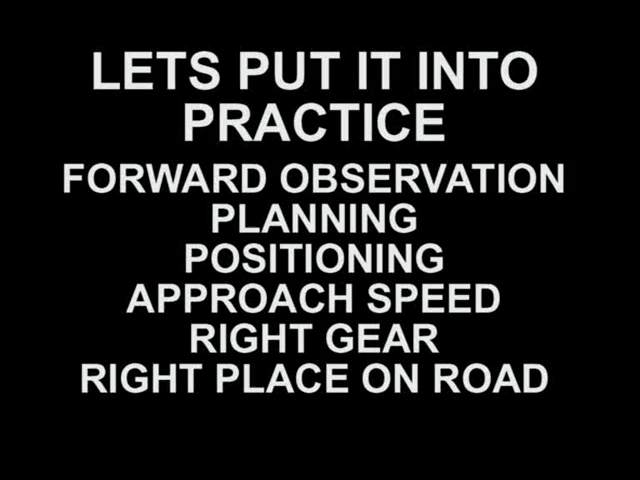 LETS PUT IT INTO
PRACTICE
FORWARD OBSERVATION
PLANNING
POSITIONING
APPROACH SPEED
RIGHT GEAR
RIGHT PLACE ON ROAD